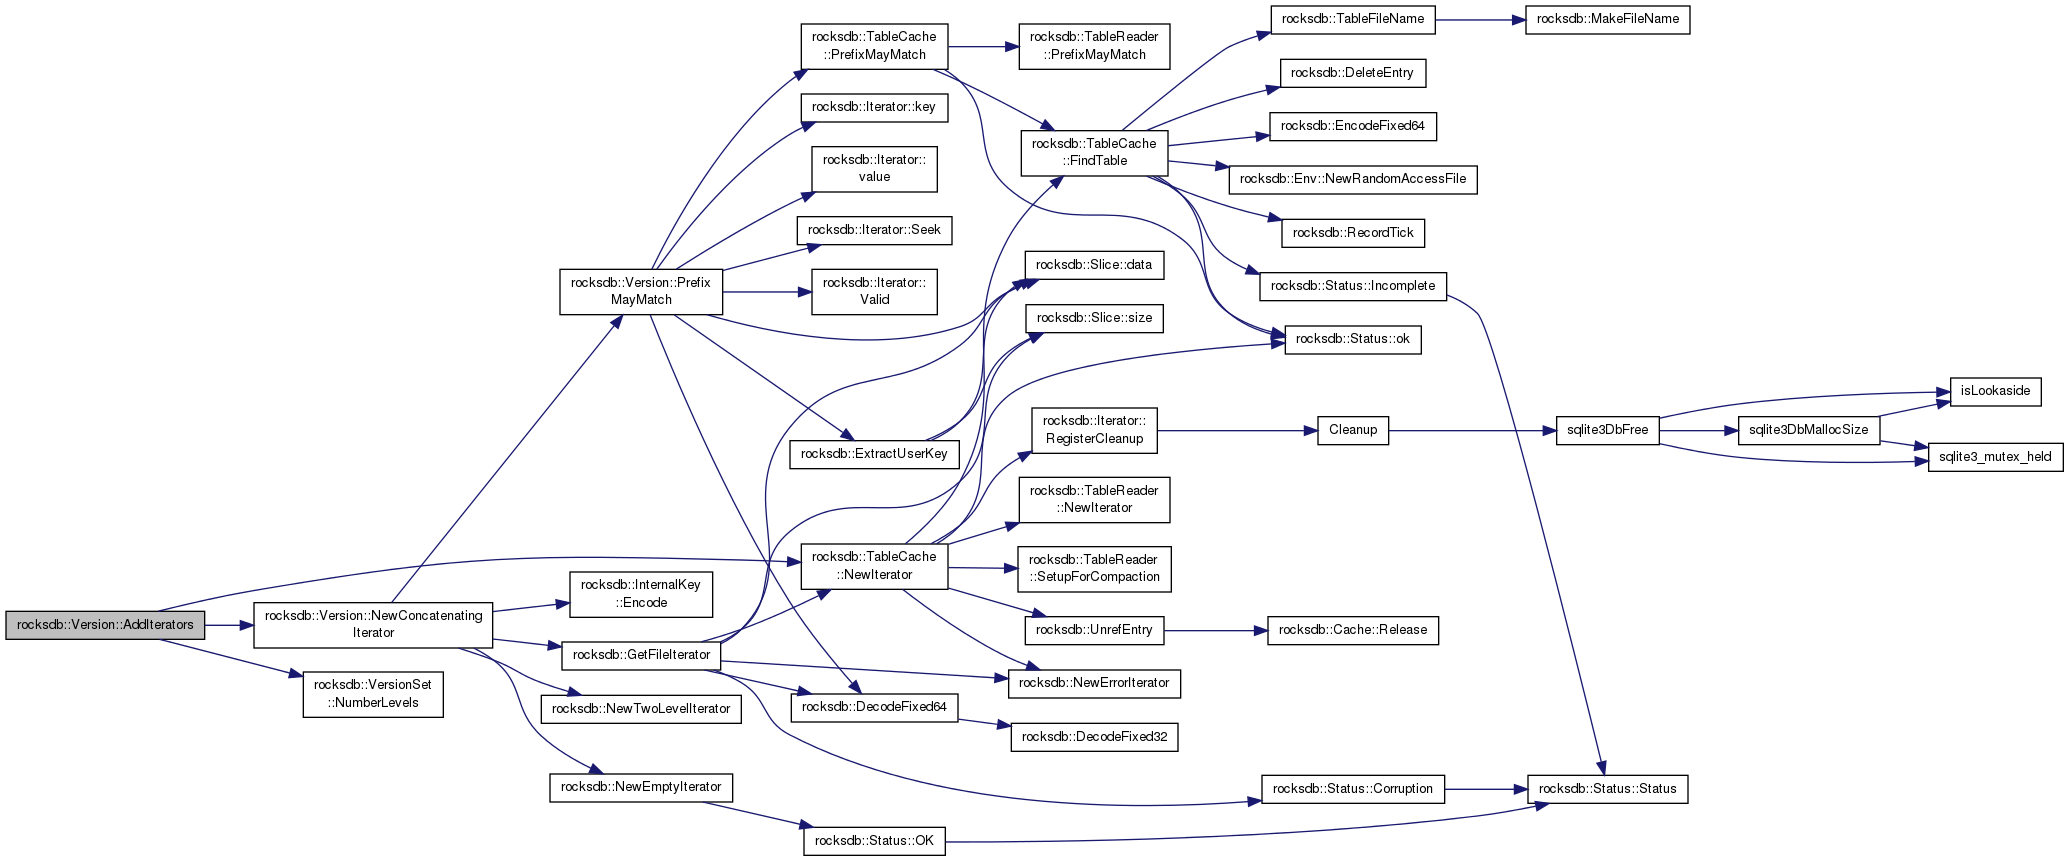 rocksdb::Version::AddIterators
rocksdb::Version::NewConcatenating
Iterator
rocksdb::VersionSet
::NumberLevels
rocksdb::Version::Prefix
MayMatch
rocksdb::InternalKey
::Encode
rocksdb::GetFileIterator
rocksdb::NewTwoLevelIterator
rocksdb::NewEmptyIterator
rocksdb::TableCache
::PrefixMayMatch
rocksdb::Iterator::key
rocksdb::Iterator::
value
rocksdb::Iterator::Seek
rocksdb::Iterator::
Valid
rocksdb::ExtractUserKey
rocksdb::TableCache
::NewIterator
rocksdb::DecodeFixed64
rocksdb::Status::OK
rocksdb::TableReader
::PrefixMayMatch
rocksdb::TableCache
::FindTable
rocksdb::Slice::data
rocksdb::Slice::size
rocksdb::Iterator::
RegisterCleanup
rocksdb::TableReader
::NewIterator
rocksdb::TableReader
::SetupForCompaction
rocksdb::UnrefEntry
rocksdb::NewErrorIterator
rocksdb::DecodeFixed32
rocksdb::TableFileName
rocksdb::DeleteEntry
rocksdb::EncodeFixed64
rocksdb::Env::NewRandomAccessFile
rocksdb::RecordTick
rocksdb::Status::Incomplete
rocksdb::Status::ok
Cleanup
rocksdb::Cache::Release
rocksdb::Status::Corruption
rocksdb::MakeFileName
sqlite3DbFree
rocksdb::Status::Status
sqlite3DbMallocSize
isLookaside
sqlite3_mutex_held